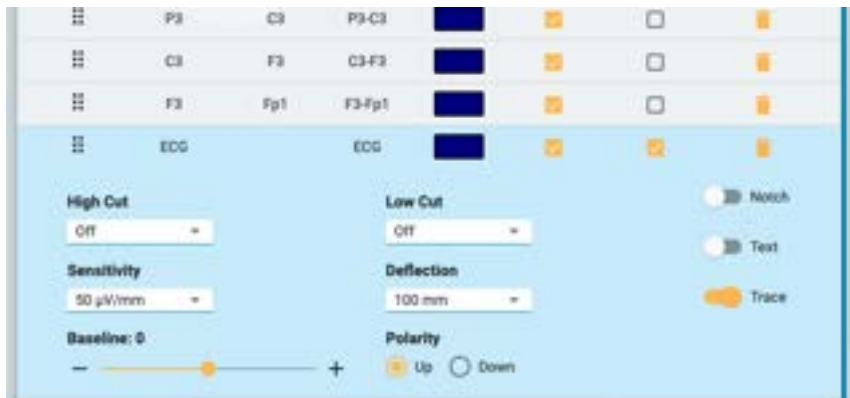 P3 C3 P3-C3
C3 F3 C3-F3
F3 Fp1 F3-Fp1
ECG ECG
High Cut Low Cut Notch
Off Off
Text
Sensitivity Deflection
50 µV/mm 100 mm Trace
Baseline: 0 Polarity
− + Up Down